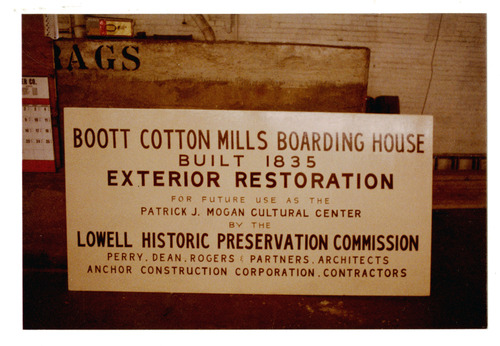 BAGS
BOOTT COTTON MILLS BOARDING HOUSE
BUILT 1835
EXTERIOR RESTORATION
FOR FUTURE USE AS THE
PATRICK J. MOGAN CULTURAL CENTER
BY THE
LOWELL HISTORIC PRESERVATION COMMISSION
PERRY, DEAN, ROGERS & PARTNERS, ARCHITECTS
ANCHOR CONSTRUCTION CORPORATION, CONTRACTORS